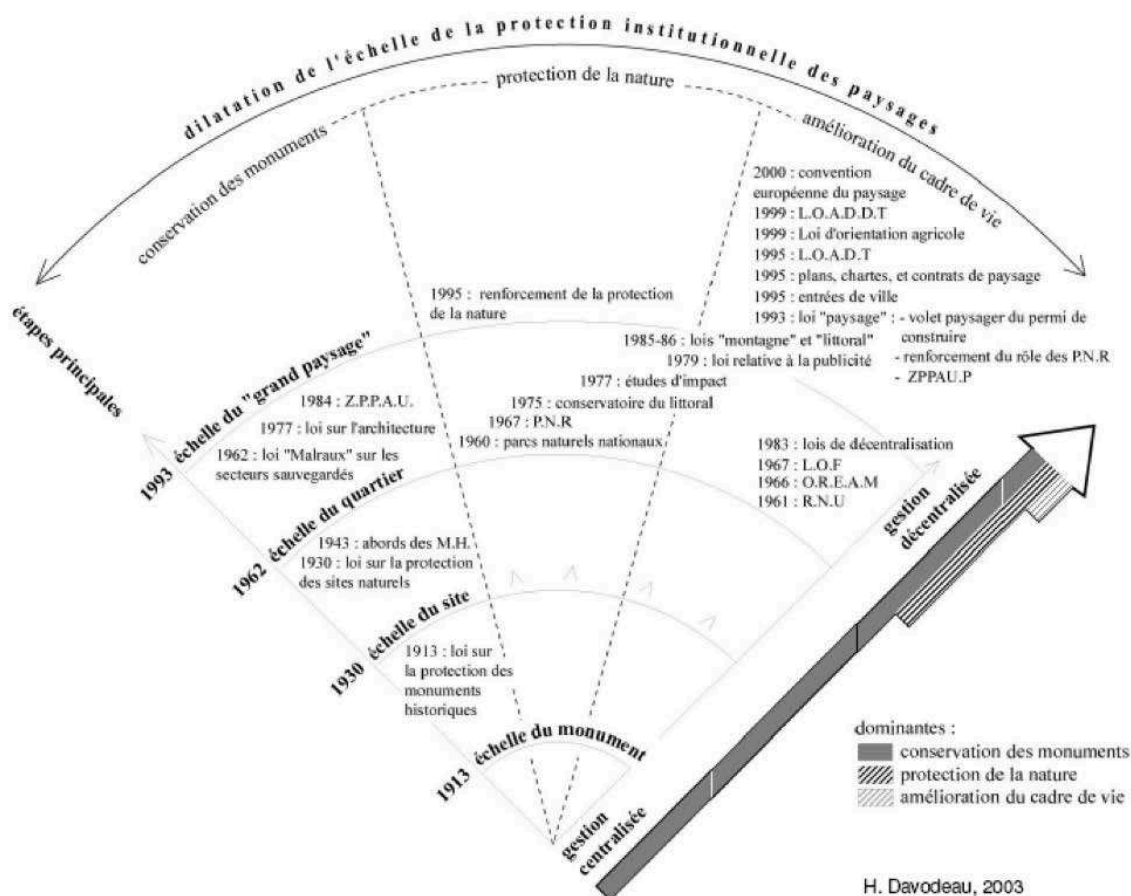 dilatation de l'échelle de la protection institutionnelle des paysages
conservation des monuments
protection de la nature
amélioration du cadre de vie
2000 : convention
européenne du paysage
1999 : L.O.A.D.D.T
1999 : Loi d'orientation agricole
1995 : L.O.A.D.T
1995 : plans, chartes, et contrats de paysage
1995 : entrées de ville
1993 : loi "paysage" : - volet paysager du permi de
construire
- renforcement du rôle des P.N.R
- ZPPAU.P
étapes principales
1995 : renforcement de la protection
de la nature
1985-86 : lois "montagne" et "littoral"
1979 : loi relative à la publicité
1977 : études d'impact
1975 : conservatoire du littoral
1967 : P.N.R
1960 : parcs naturels nationaux
1993 échelle du "grand paysage"
1984 : Z.P.P.A.U.
1977 : loi sur l'architecture
1962 : loi "Malraux" sur les
secteurs sauvegardés
1983 : lois de décentralisation
1967 : L.O.F
1966 : O.R.E.A.M
1961 : R.N.U
gestion
décentralisée
1962 échelle du quartier
1943 : abords des M.H.
1930 : loi sur la protection
des sites naturels
1930 échelle du site
1913 : loi sur
la protection des
monuments
historiques
1913 échelle du monument
gestion
centralisée
dominantes :
conservation des monuments
protection de la nature
amélioration du cadre de vie
H. Davodeau, 2003